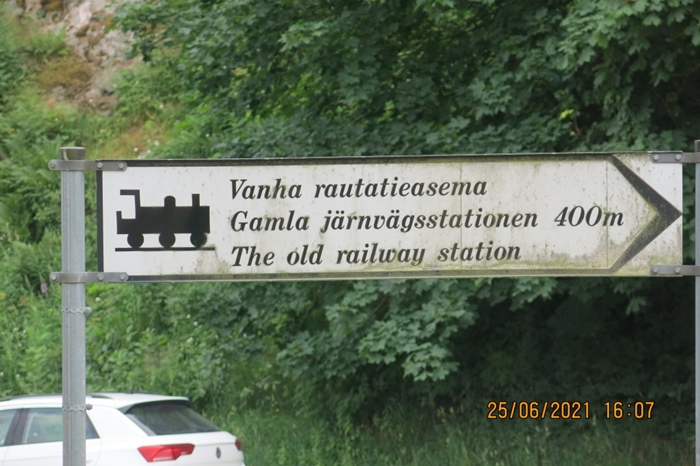 Vanha rautatieasema
Gamla järnvägsstationen 400m
The old railway station
25/06/2021 16:07